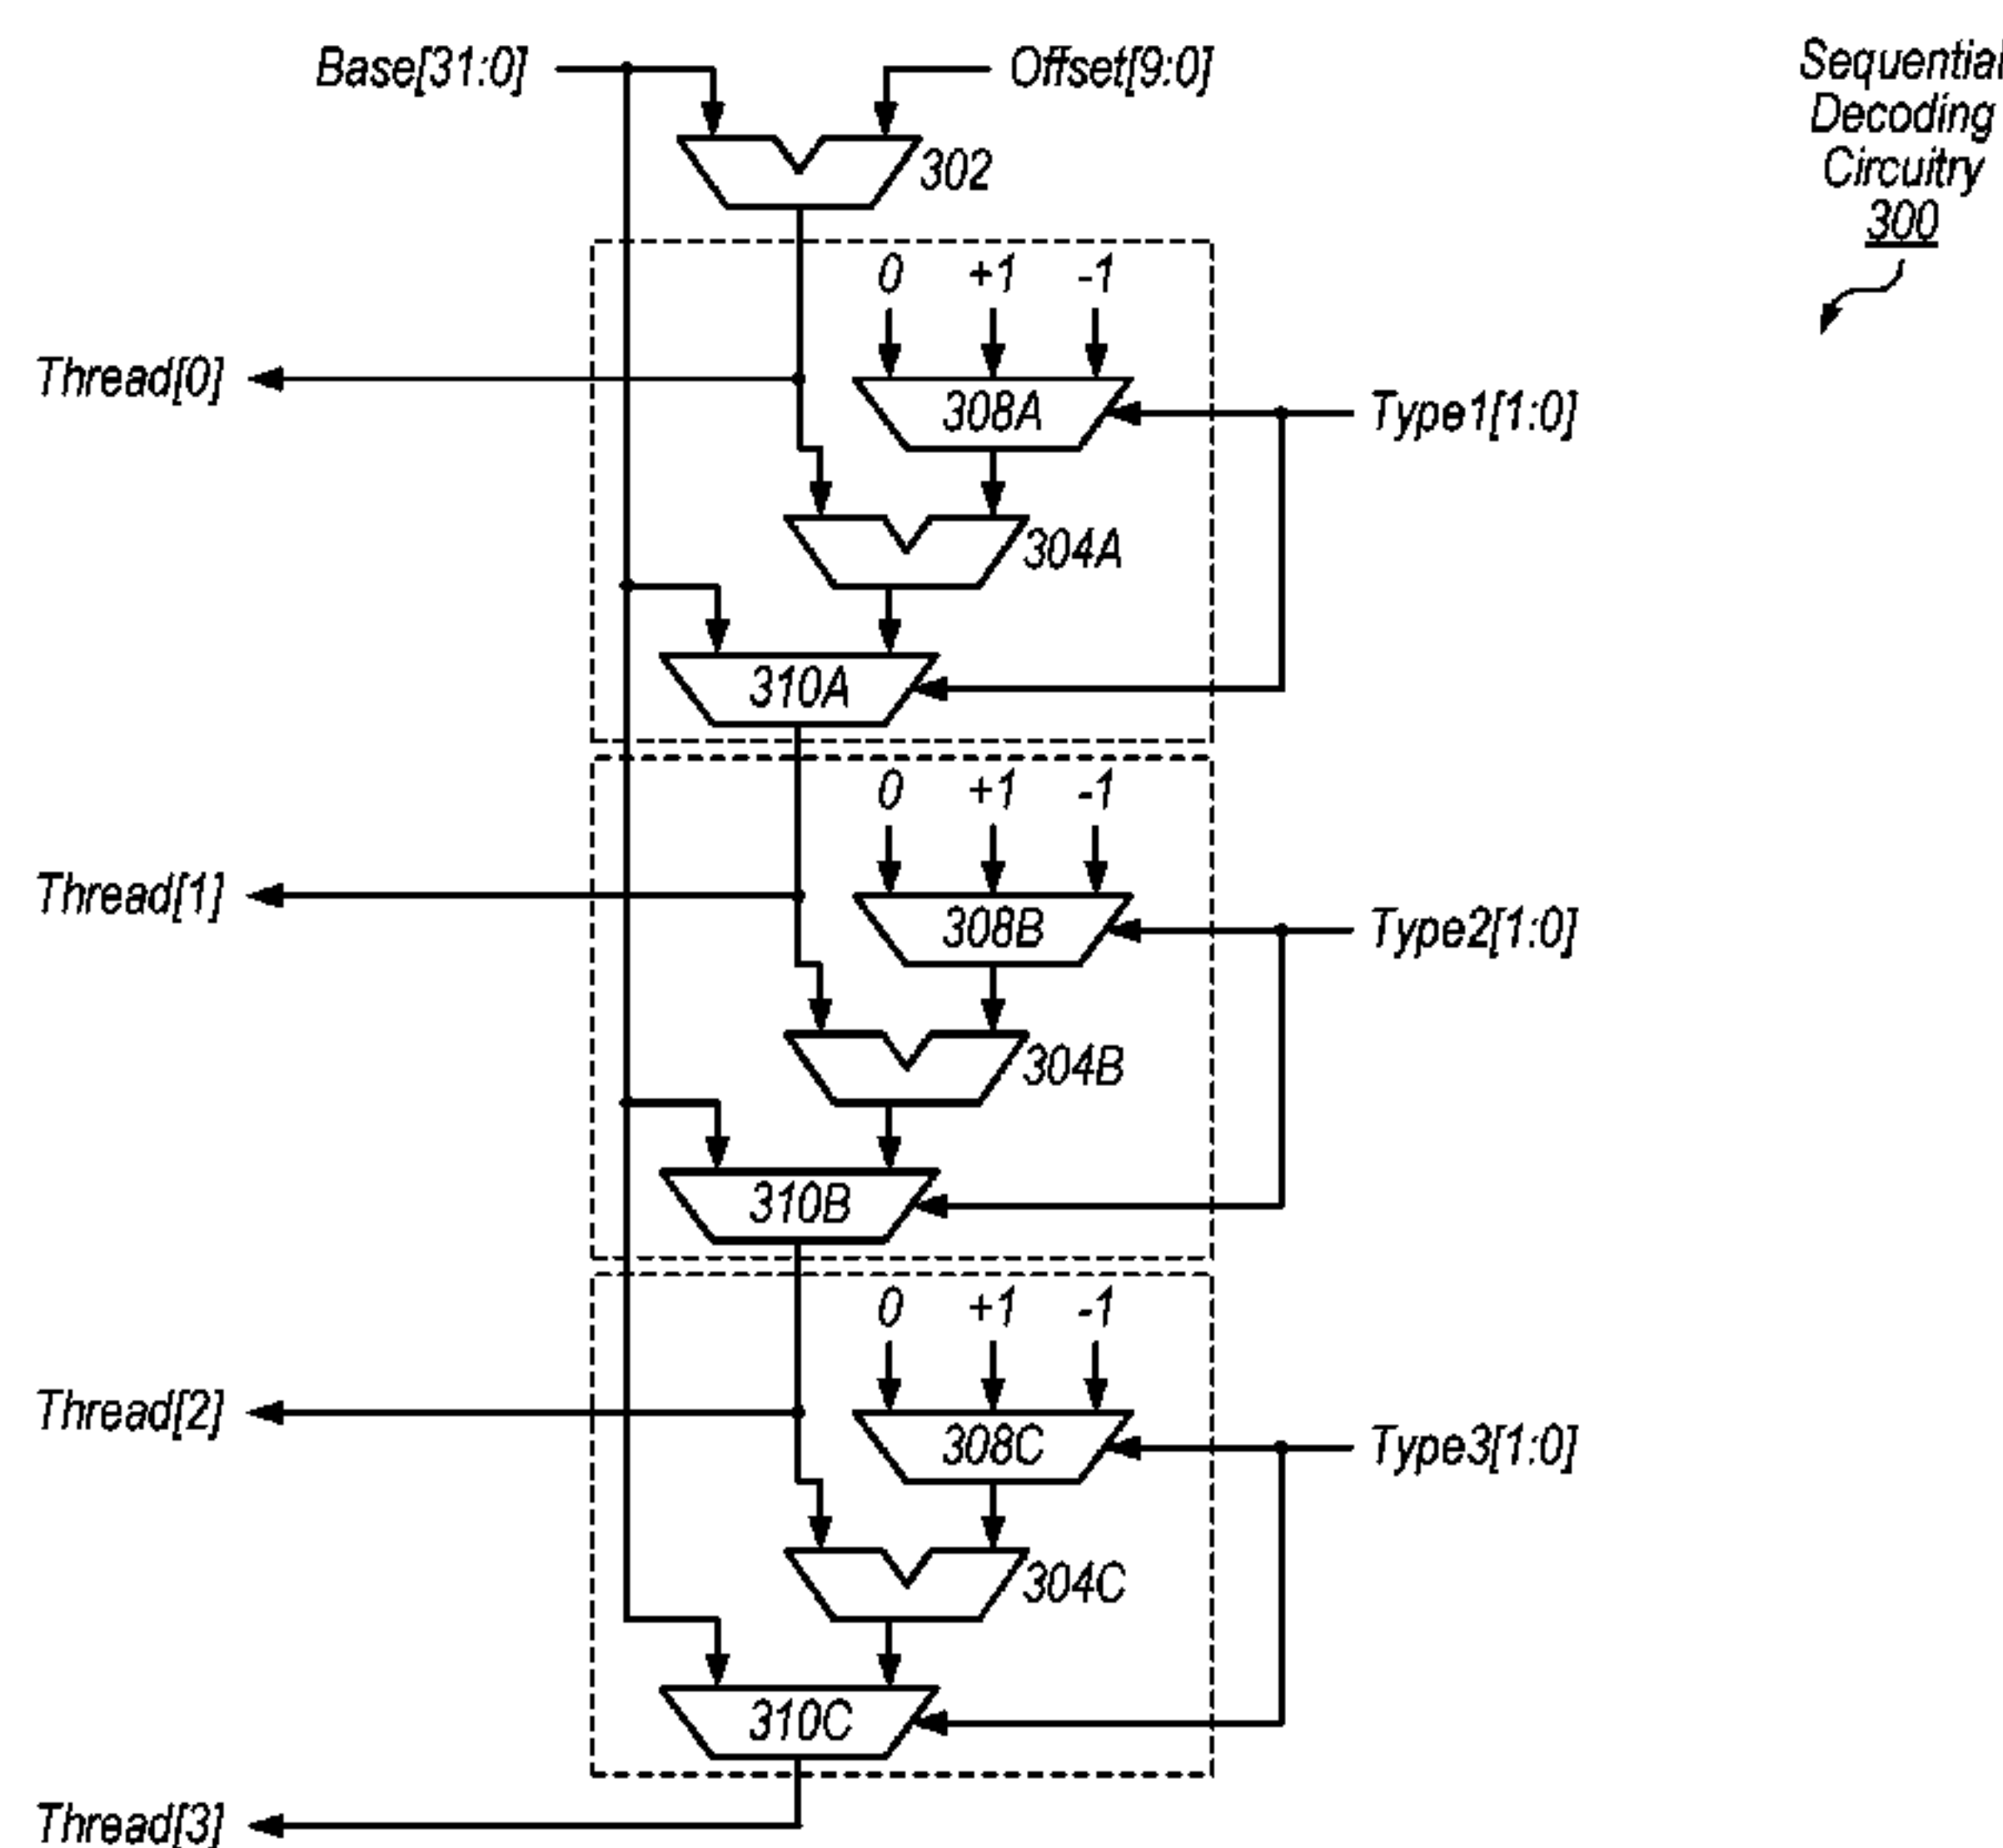 Base[31:0]
Offset[9:0]
Sequential
Decoding
Circuitry
300
302
0 +1 -1
Thread[0]
308A
Type1[1:0]
304A
310A
0 +1 -1
Thread[1]
308B
Type2[1:0]
304B
310B
0 +1 -1
Thread[2]
308C
Type3[1:0]
304C
310C
Thread[3]